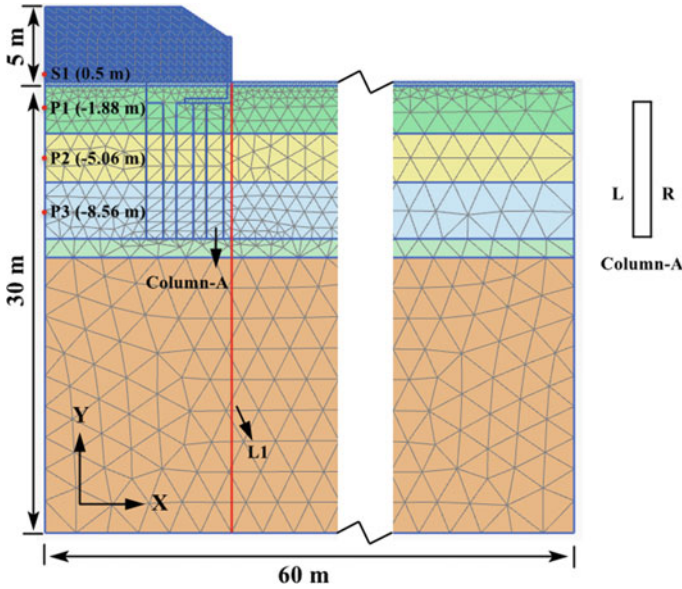 5 m
S1 (0.5 m)
P1 (-1.88 m)
P2 (-5.06 m)
P3 (-8.56 m)
30 m
Column-A
L1
Y
X
60 m
L
R
Column-A